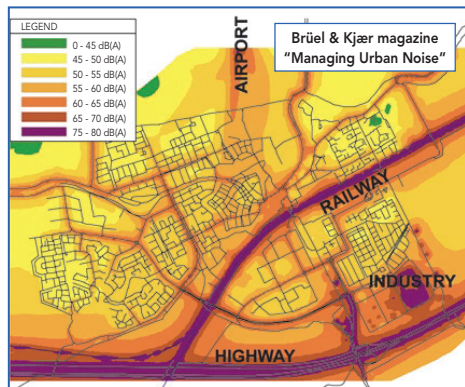 LEGEND
0 - 45 dB(A)
45 - 50 dB(A)
50 - 55 dB(A)
55 - 60 dB(A)
60 - 65 dB(A)
65 - 70 dB(A)
75 - 80 dB(A)
Brüel & Kjær magazine
“Managing Urban Noise”
AIRPORT
RAILWAY
INDUSTRY
HIGHWAY